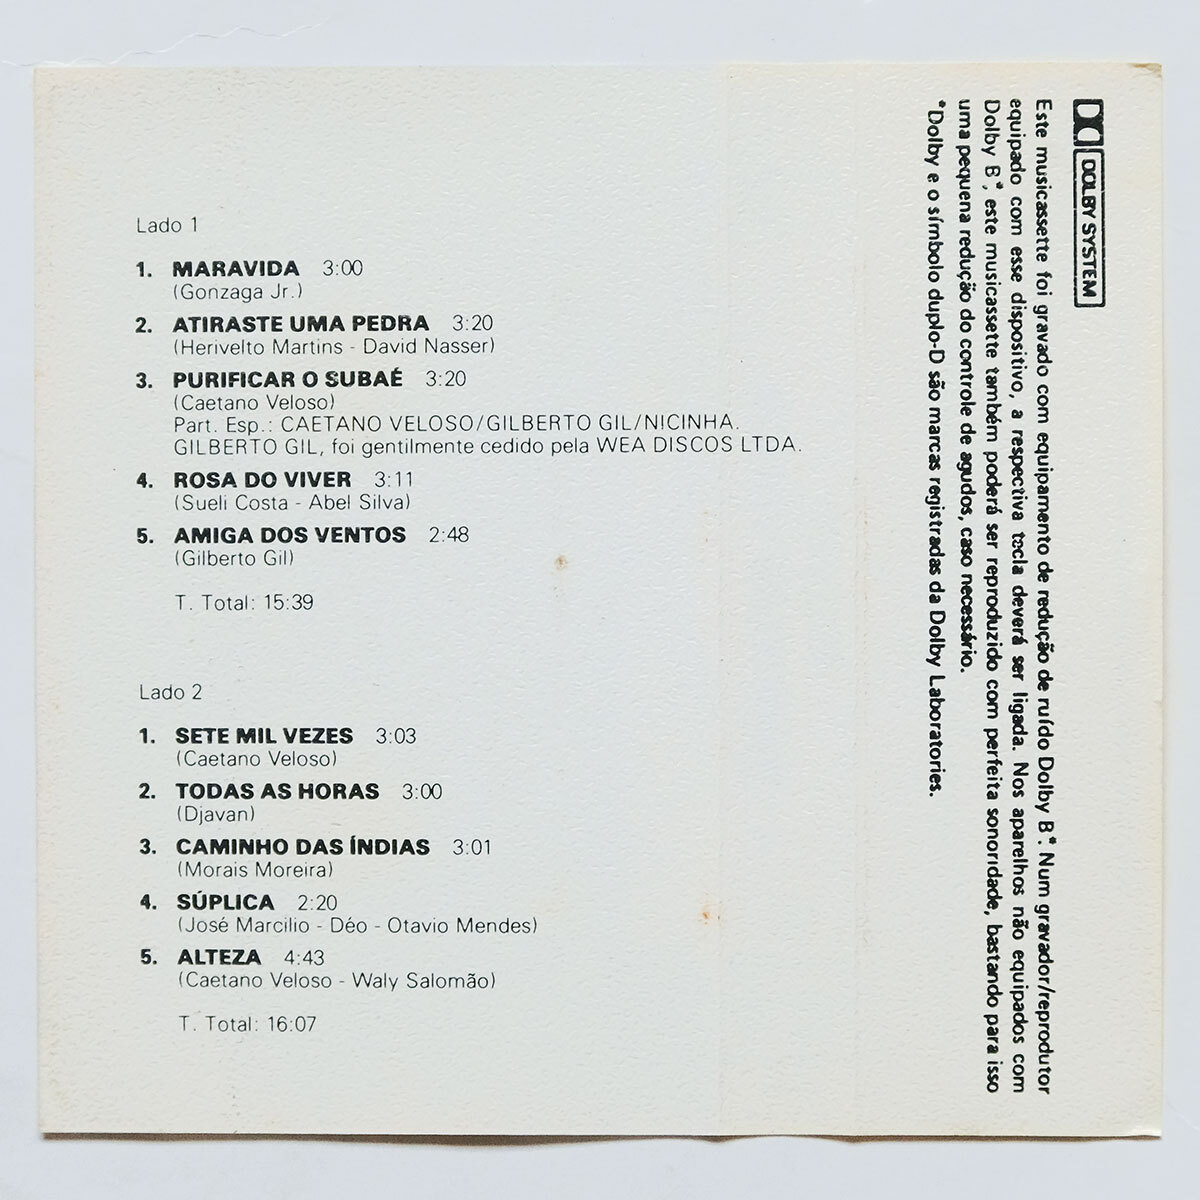 Lado 1
1. MARAVIDA 3:00
(Gonzaga Jr.)
2. ATIRASTE UMA PEDRA 3:20
(Herivelto Martins - David Nasser)
3. PURIFICAR O SUBAÉ 3:20
(Caetano Veloso)
Part. Esp.: CAETANO VELOSO/GILBERTO GIL/NICINHA.
GILBERTO GIL, foi gentilmente cedido pela WEA DISCOS LTDA.
4. ROSA DO VIVER 3:11
(Sueli Costa - Abel Silva)
5. AMIGA DOS VENTOS 2:48
(Gilberto Gil)
T. Total: 15:39
Lado 2
1. SETE MIL VEZES 3:03
(Caetano Veloso)
2. TODAS AS HORAS 3:00
(Djavan)
3. CAMINHO DAS ÍNDIAS 3:01
(Morais Moreira)
4. SÚPLICA 2:20
(José Marcilio - Déo - Otavio Mendes)
5. ALTEZA 4:43
(Caetano Veloso - Waly Salomão)
T. Total: 16:07
DOLBY SYSTEM
Este musicassette foi gravado com equipamento de redução de ruído Dolby B*. Num gravador/reprodutor
equipado com esse dispositivo, a respectiva tecla deverá ser ligada. Nos aparelhos não equipados com
Dolby B*, este musicassette também poderá ser reproduzido com perfeita sonoridade, bastando para isso
uma pequena redução do controle de agudos, caso necessário.
*Dolby e o símbolo duplo-D são marcas registradas da Dolby Laboratories.